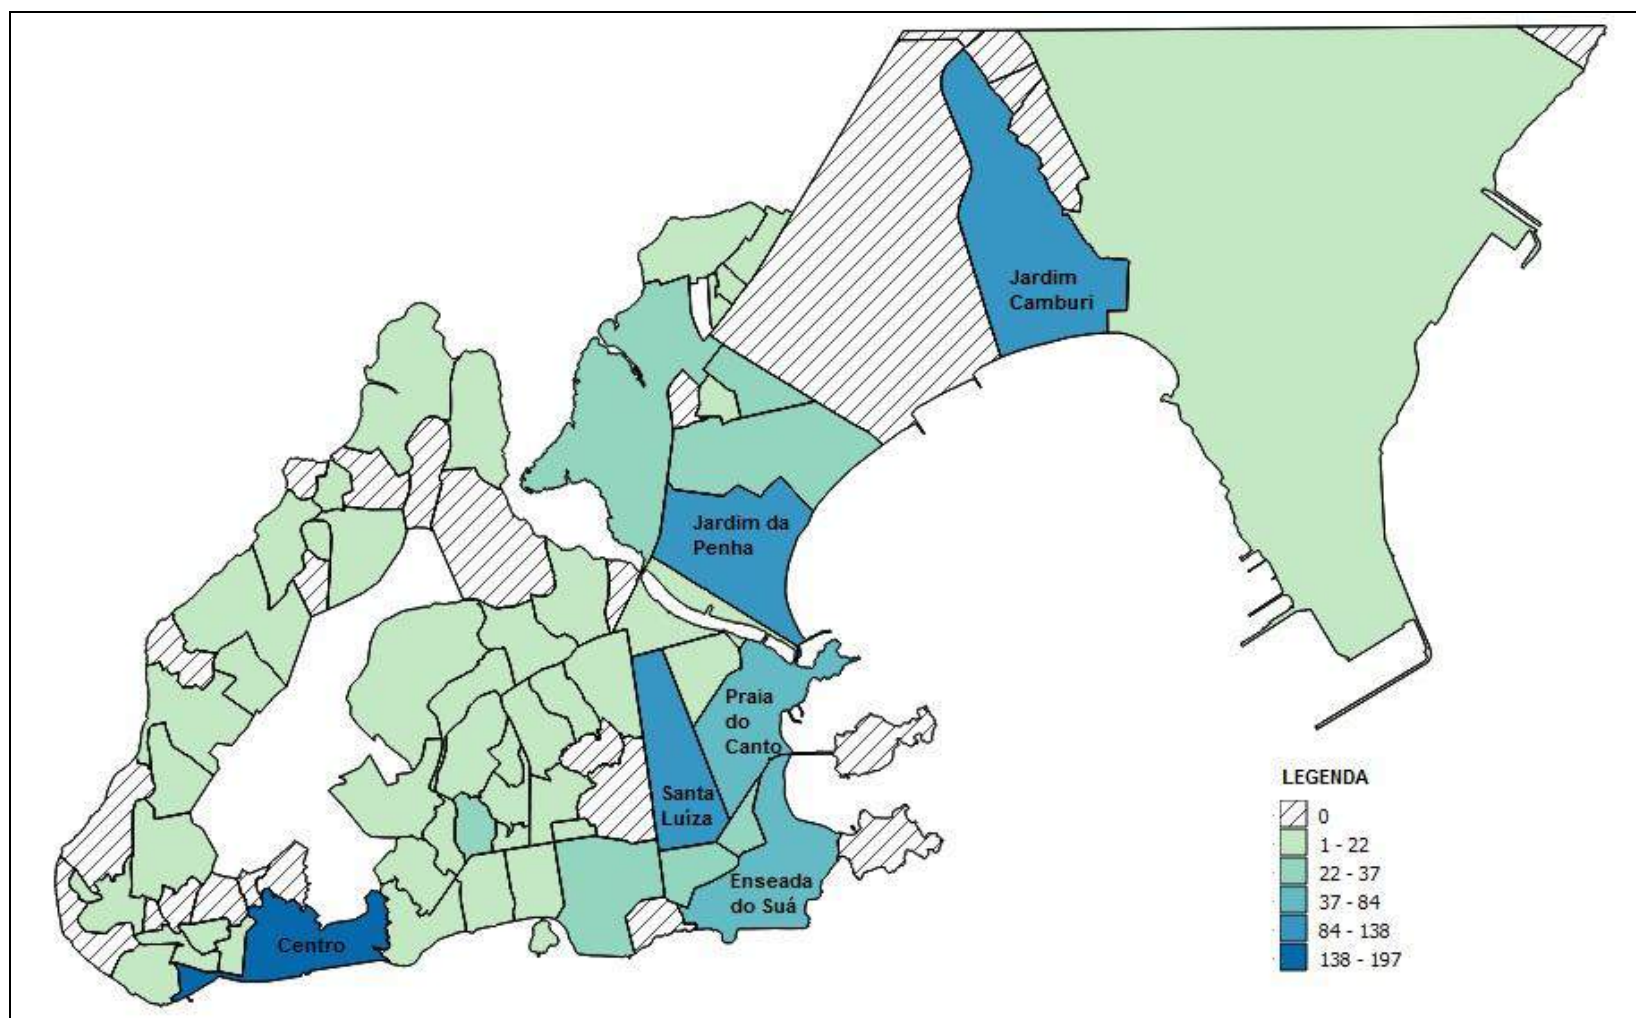 Jardim
Camburi
Jardim da
Penha
Praia
do
Canto
Santa
Luíza
Enseada
do Suá
Centro
LEGENDA
0
1 - 22
22 - 37
37 - 84
84 - 138
138 - 197